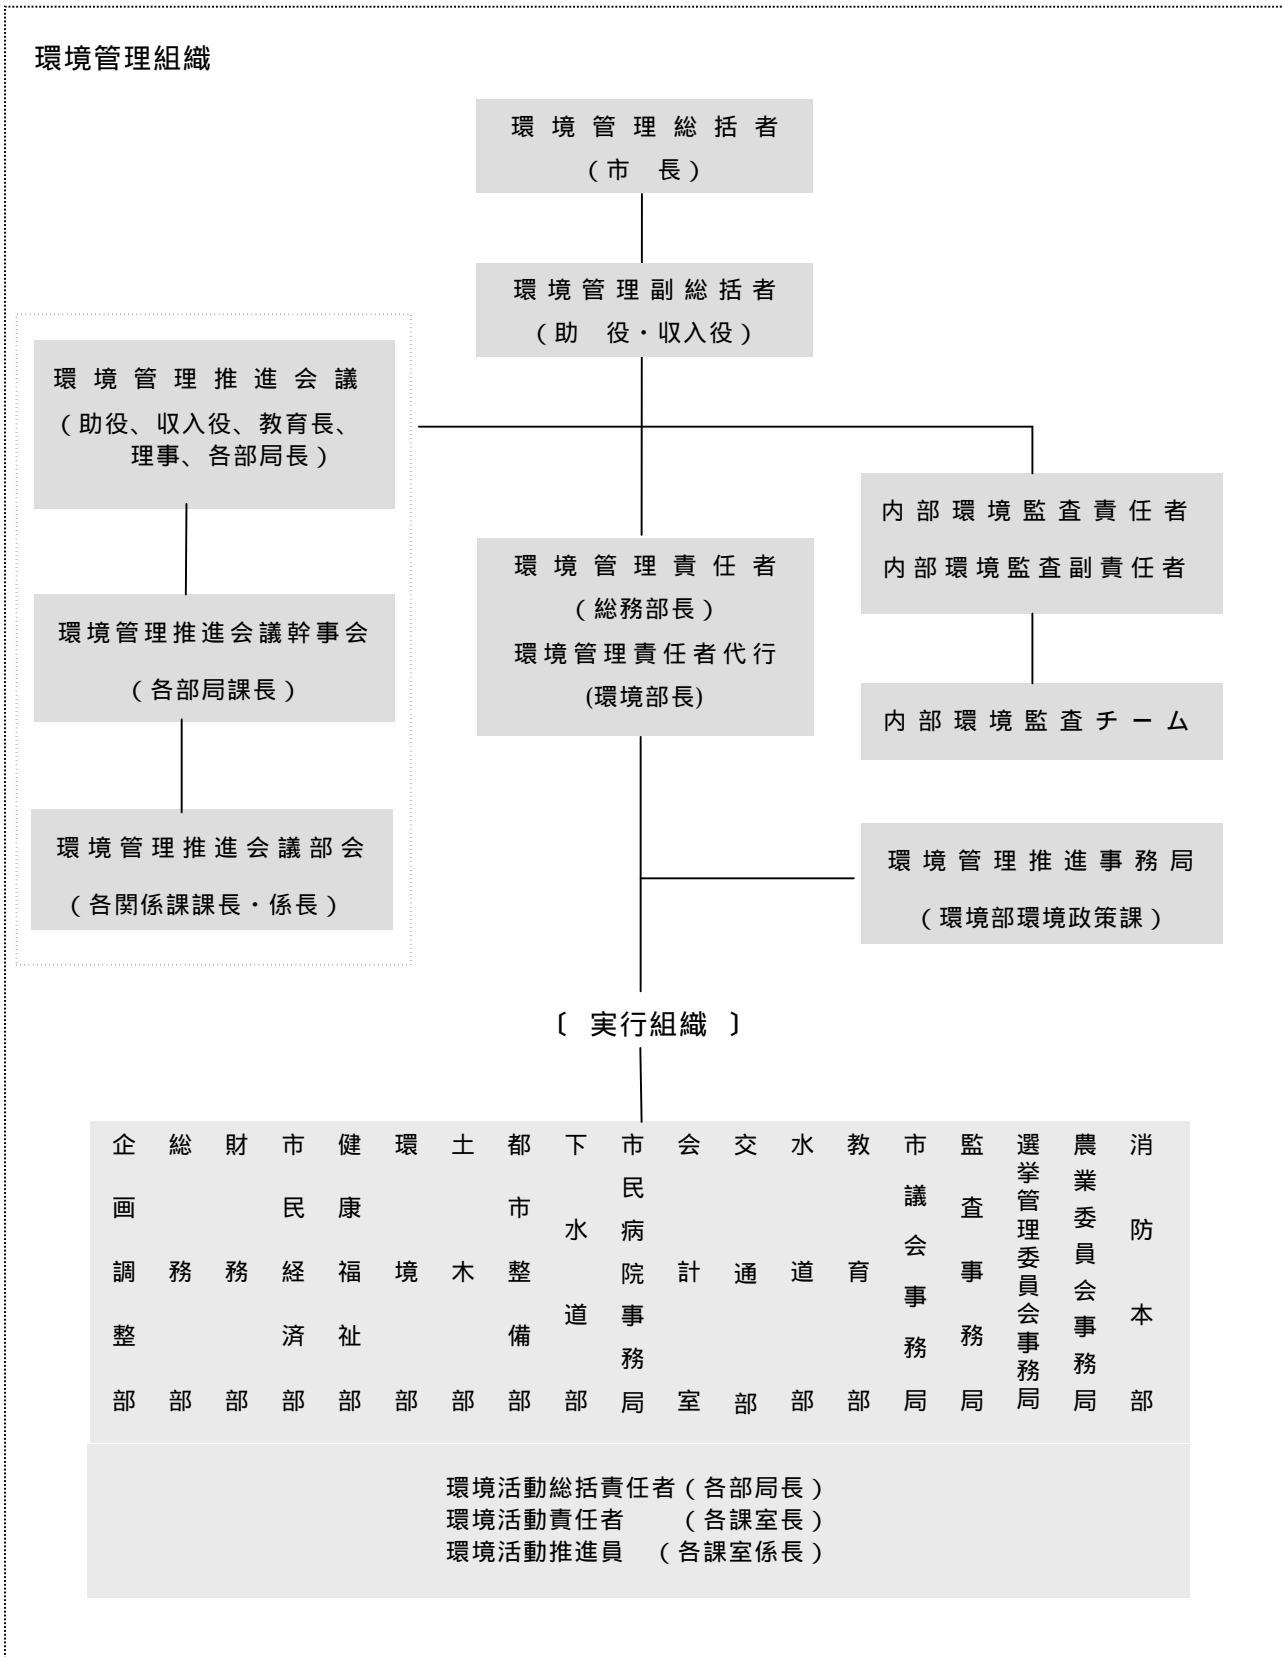 環境管理組織
環境管理総括者
（市　長）
環境管理副総括者
（助　役・収入役）
環境管理推進会議
（助役、収入役、教育長、
理事、各部局長）
環境管理推進会議幹事会
（各部局課長）
環境管理推進会議部会
（各関係課課長・係長）
環境管理責任者
（総務部長）
環境管理責任者代行
(環境部長)
内部環境監査責任者
内部環境監査副責任者
内部環境監査チーム
環境管理推進事務局
（環境部環境政策課）
〔　実行組織　〕
企画調整部
総務部
財務部
市民経済部
健康福祉部
環境部
土木部
都市整備部
下水道部
市民病院事務局
会計室
交通部
水道部
教育部
市議会事務局
監査事務局
選挙管理委員会事務局
農業委員会事務局
消防本部
環境活動総括責任者（各部局長）
環境活動責任者　　（各課室長）
環境活動推進員　（各課室係長）